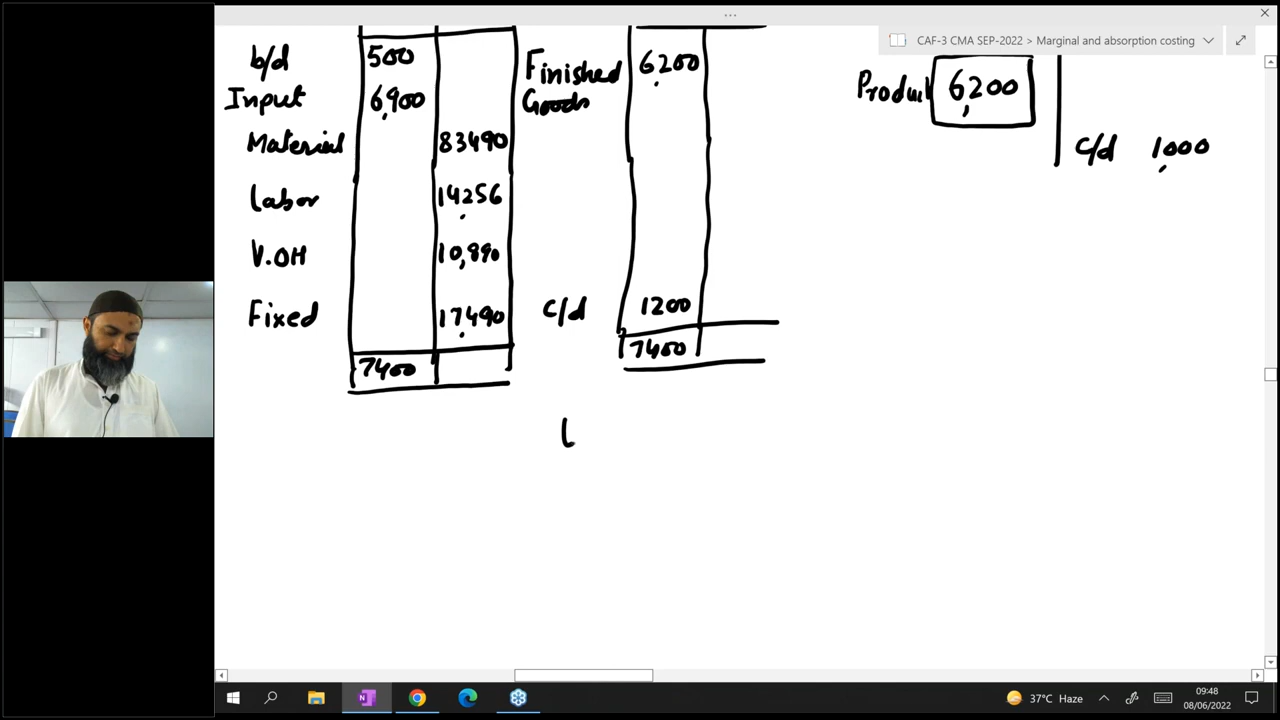 CAF-3 CMA SEP-2022 > Marginal and absorption costing
b/d 500 Finished Goods 6200 Product 6200
Input 6,900
c/d 1000
Material 83490
Labor 14256
V.OH 10,890
Fixed 17490 c/d 1200
7400 7400
37°C Haze
09:48
08/06/2022